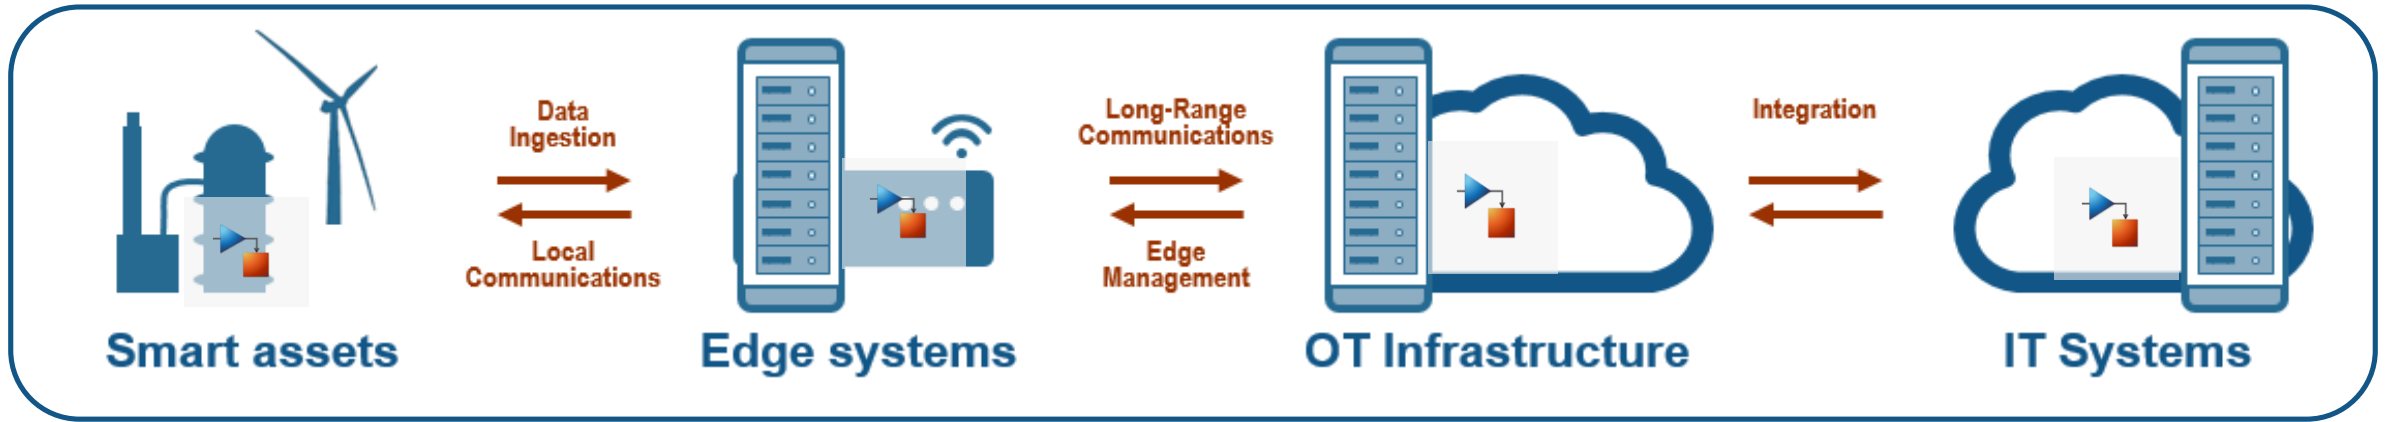 Data
Ingestion
Local
Communications
Long-Range
Communications
Edge
Management
Integration
Smart assets
Edge systems
OT Infrastructure
IT Systems